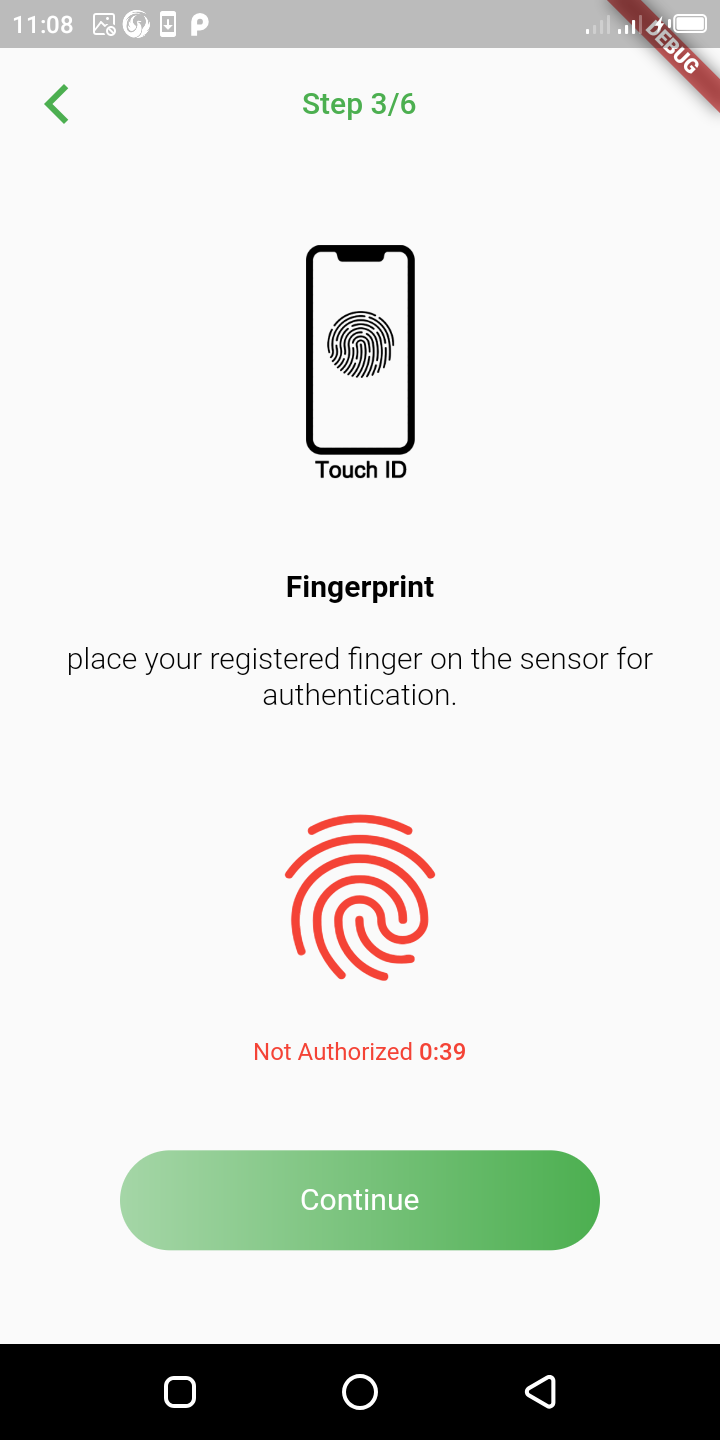 11:08
DEBUG
Step 3/6
Touch ID
Fingerprint
place your registered finger on the sensor for
authentication.
Not Authorized 0:39
Continue